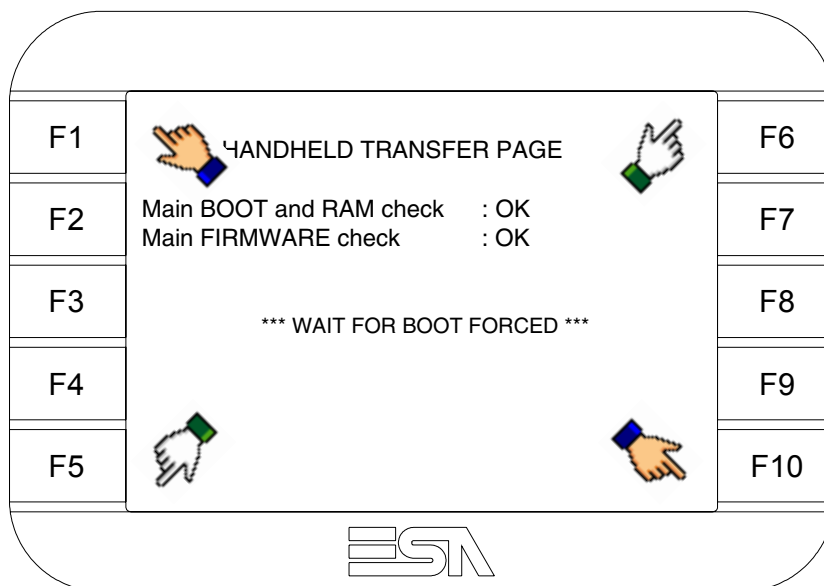 F1
F2
F3
F4
F5
HANDHELD TRANSFER PAGE
Main BOOT and RAM check : OK
Main FIRMWARE check : OK
*** WAIT FOR BOOT FORCED ***
F6
F7
F8
F9
F10
ESA